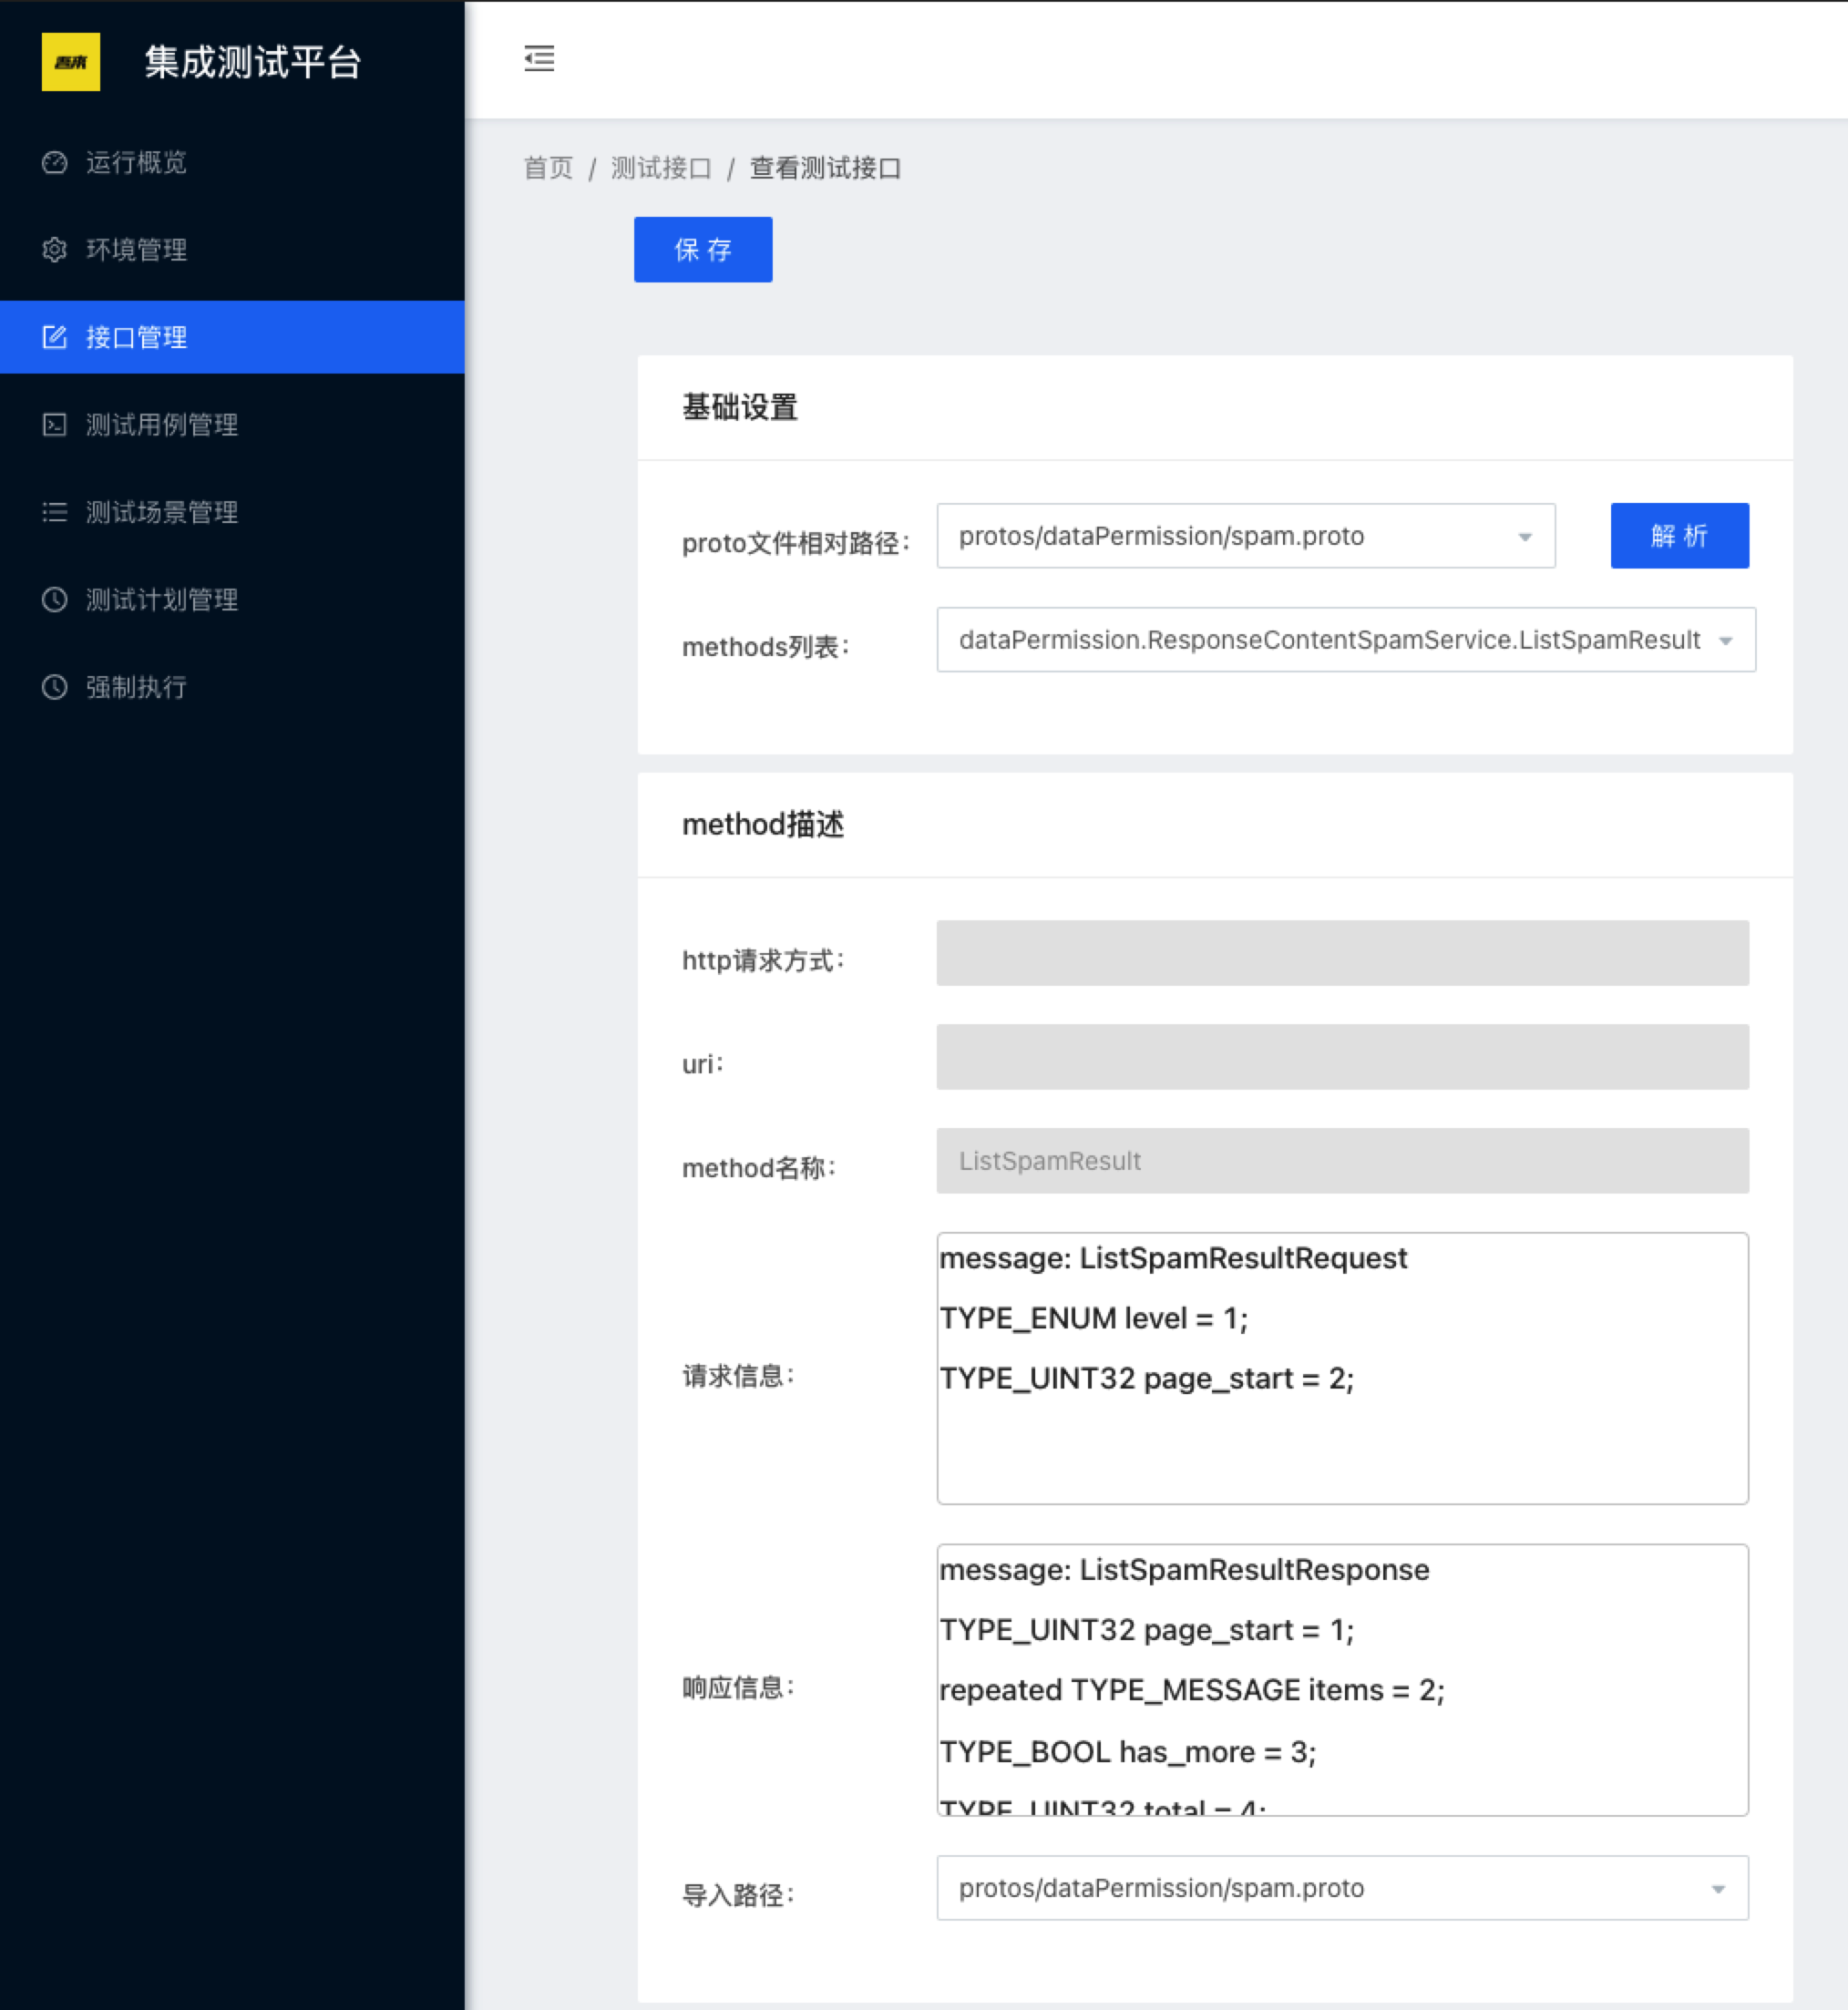 吾来
集成测试平台
运行概览
环境管理
接口管理
测试用例管理
测试场景管理
测试计划管理
强制执行
首页 / 测试接口 / 查看测试接口
保 存
基础设置
proto文件相对路径：
protos/dataPermission/spam.proto
解 析
methods列表：
dataPermission.ResponseContentSpamService.ListSpamResult
method描述
http请求方式：
uri：
method名称：
ListSpamResult
请求信息：
message: ListSpamResultRequest
TYPE_ENUM level = 1;
TYPE_UINT32 page_start = 2;
响应信息：
message: ListSpamResultResponse
TYPE_UINT32 page_start = 1;
repeated TYPE_MESSAGE items = 2;
TYPE_BOOL has_more = 3;
TYPE_UINT32 total = 4;
导入路径：
protos/dataPermission/spam.proto